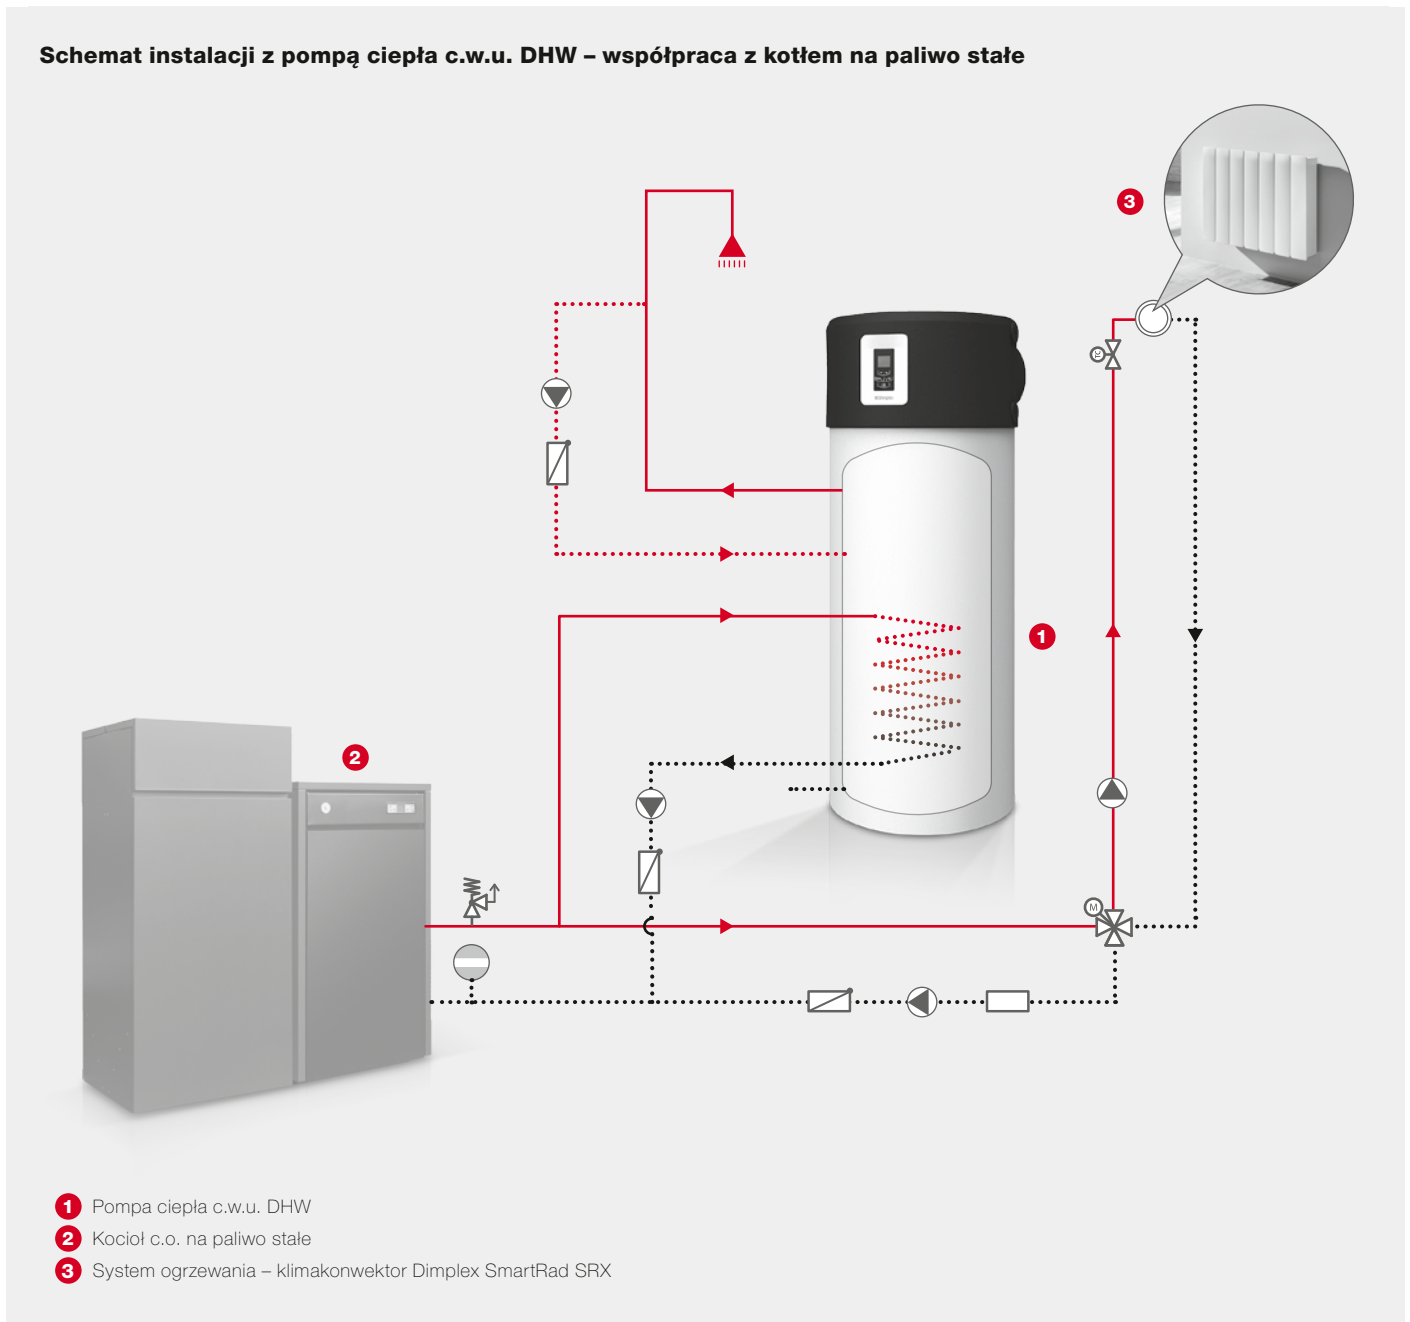 Schemat instalacji z pompą ciepła c.w.u. DHW – współpraca z kotłem na paliwo stałe
3
TC
1
2
M
1 Pompa ciepła c.w.u. DHW
2 Kocioł c.o. na paliwo stałe
3 System ogrzewania – klimakonwektor Dimplex SmartRad SRX